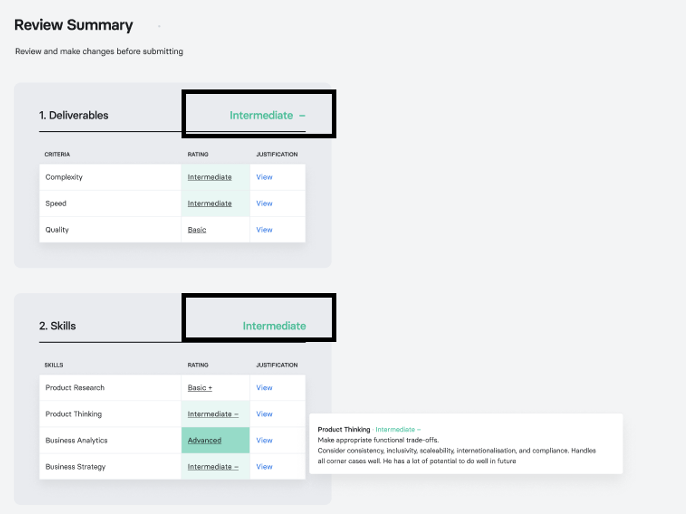 Review Summary
Review and make changes before submitting
1. Deliverables Intermediate –
CRITERIA RATING JUSTIFICATION
Complexity Intermediate View
Speed Intermediate View
Quality Basic View
2. Skills Intermediate
SKILLS RATING JUSTIFICATION
Product Research Basic + View
Product Thinking Intermediate – View
Business Analytics Advanced View
Business Strategy Intermediate – View
Product Thinking · Intermediate –
Make appropriate functional trade-offs.
Consider consistency, inclusivity, scaleability, internationalisation, and compliance. Handles
all corner cases well. He has a lot of potential to do well in future